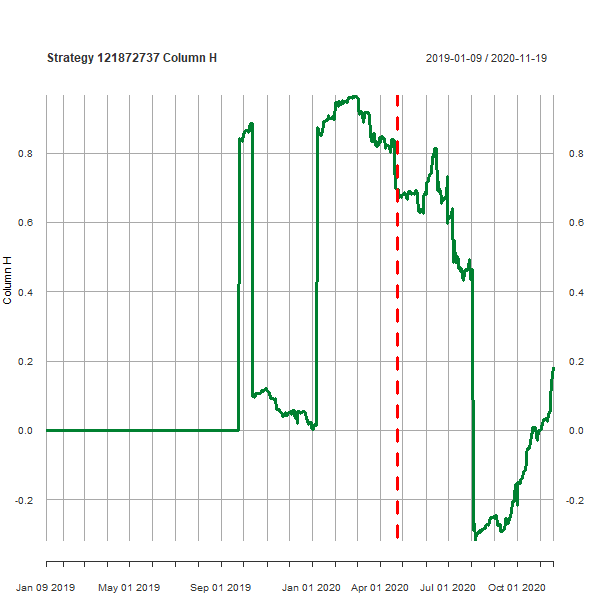 Strategy 121872737 Column H
2019-01-09 / 2020-11-19
Column H
0.8
0.6
0.4
0.2
0.0
-0.2
0.8
0.6
0.4
0.2
0.0
-0.2
Jan 09 2019
May 01 2019
Sep 01 2019
Jan 01 2020
Apr 01 2020
Jul 01 2020
Oct 01 2020